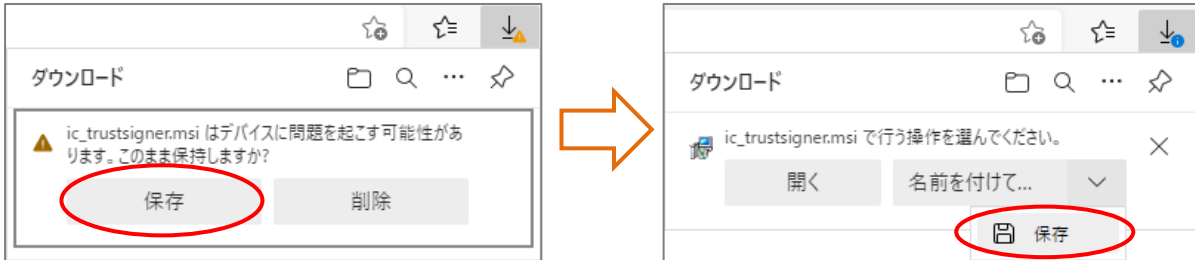 ダウンロード
ic_trustsigner.msi はデバイスに問題を起こす可能性があ
ります。このまま保持しますか?
保存
削除
ダウンロード
ic_trustsigner.msi で行う操作を選んでください。
開く
名前を付けて...
保存